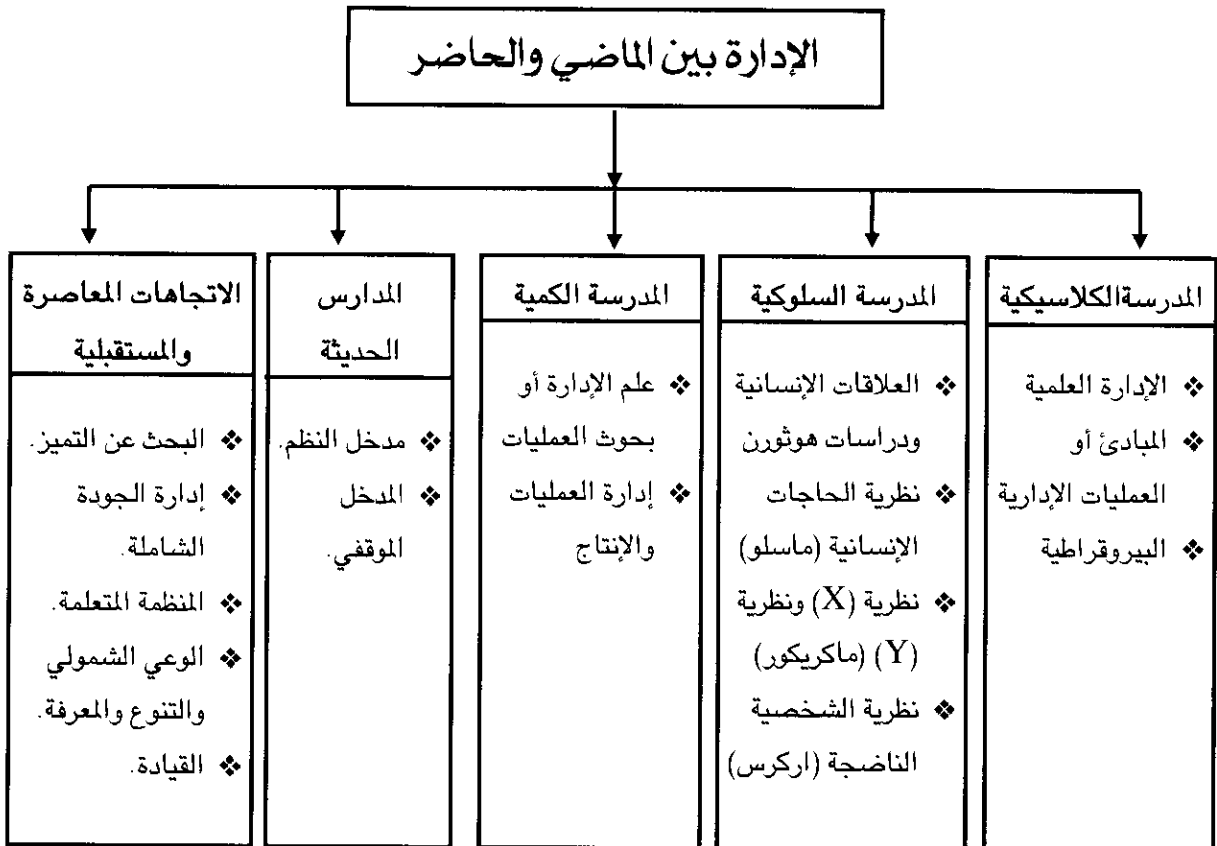 الإدارة بين الماضي والحاضر
المدرسةالكلاسيكية
❖ الإدارة العلمية
❖ المبادئ أو
العمليات الإدارية
❖ البيروقراطية
المدرسة السلوكية
❖ العلاقات الإنسانية
ودراسات هوثورن
❖ نظرية الحاجات
الإنسانية (ماسلو)
❖ نظرية (X) ونظرية
(Y) (ماكريكور)
❖ نظرية الشخصية
الناضجة (اركرس)
المدرسة الكمية
❖ علم الإدارة أو
بحوث العمليات
❖ إدارة العمليات
والإنتاج
المدارس
الحديثة
❖ مدخل النظم.
❖ المدخل
الموقفي.
الاتجاهات المعاصرة
والمستقبلية
❖ البحث عن التميز.
❖ إدارة الجودة
الشاملة.
❖ المنظمة المتعلمة.
❖ الوعي الشمولي
والتنوع والمعرفة.
❖ القيادة.